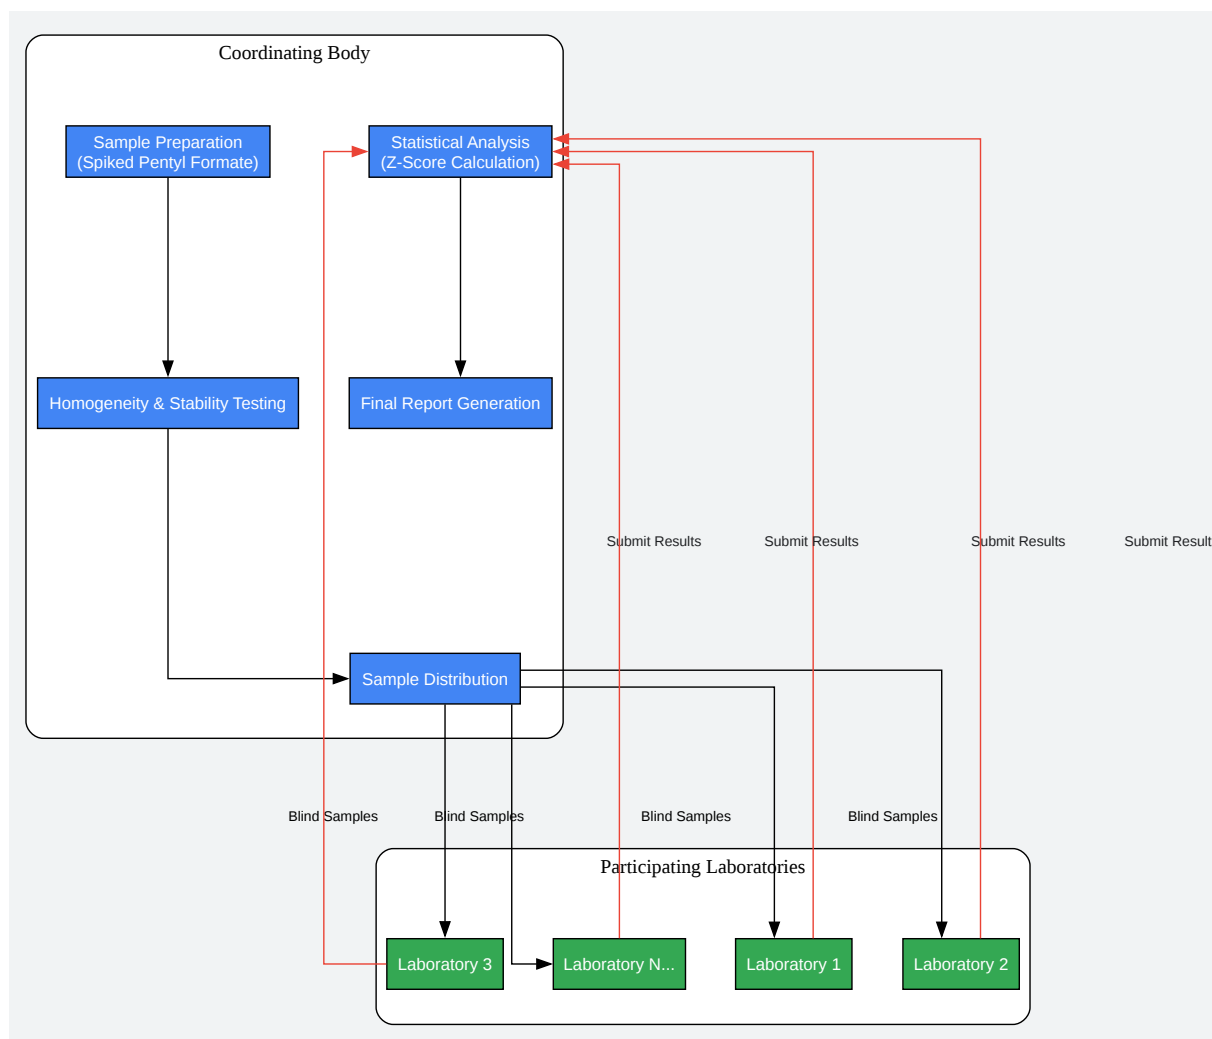 Coordinating Body
Sample Preparation
(Spiked Pentyl Formate)
Statistical Analysis
(Z-Score Calculation)
Homogeneity & Stability Testing
Final Report Generation
Submit Results
Submit Results
Submit Results
Submit Result
Sample Distribution
Blind Samples
Blind Samples
Blind Samples
Blind Samples
Participating Laboratories
Laboratory 3
Laboratory N...
Laboratory 1
Laboratory 2